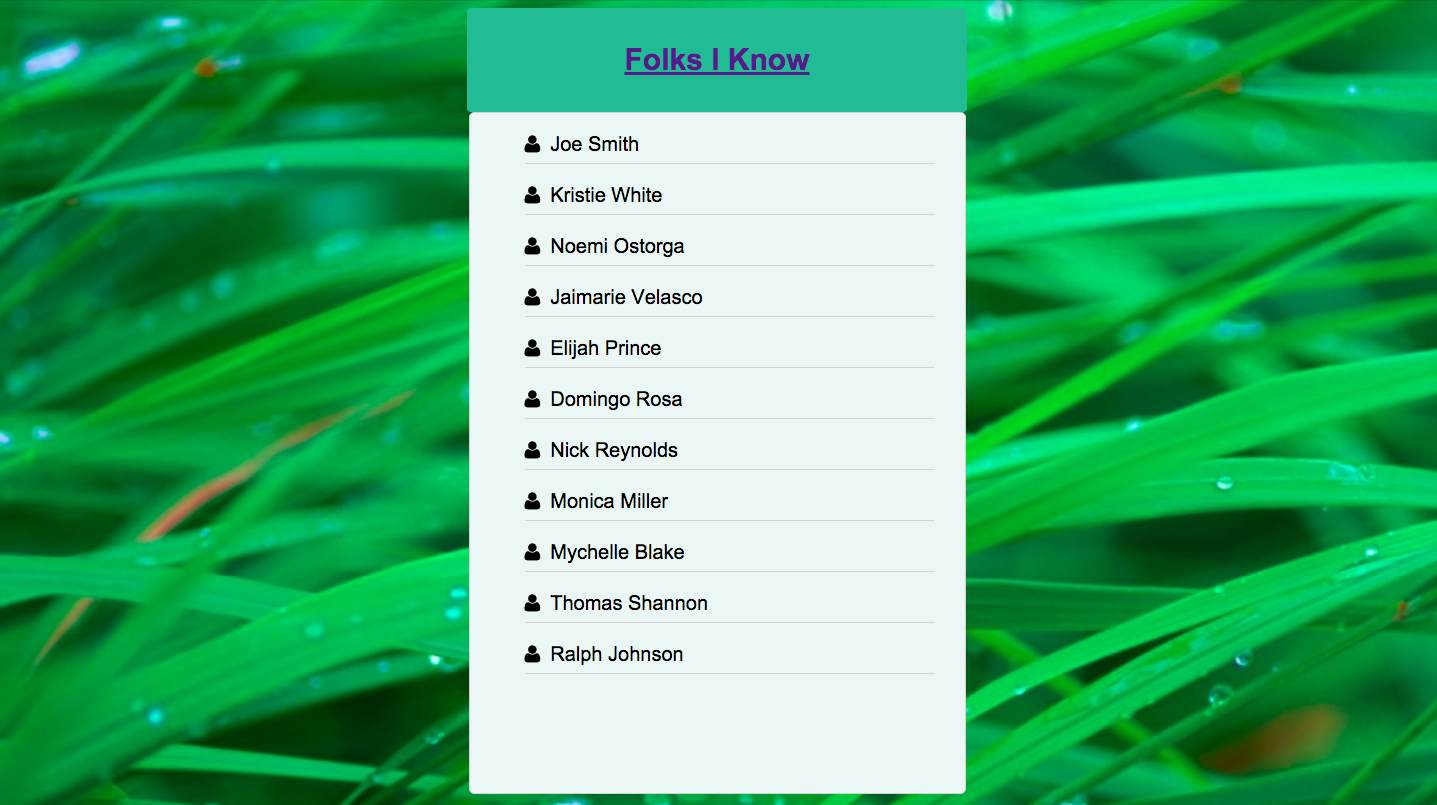 Folks I Know
Joe Smith
Kristie White
Noemi Ostorga
Jaimarie Velasco
Elijah Prince
Domingo Rosa
Nick Reynolds
Monica Miller
Mychelle Blake
Thomas Shannon
Ralph Johnson